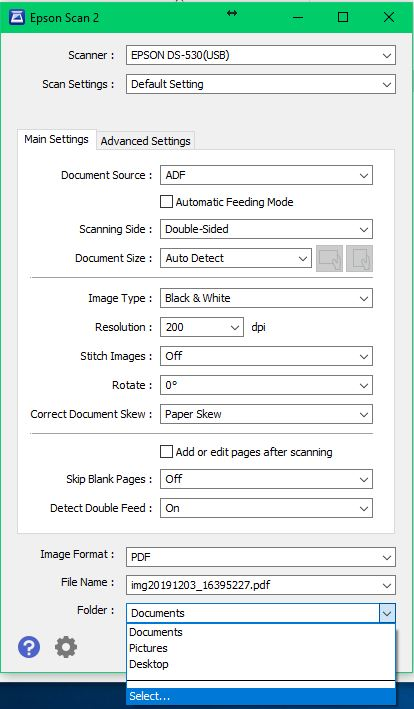 Epson Scan 2
Scanner : EPSON DS-530(USB)
Scan Settings : Default Setting
Main Settings Advanced Settings
Document Source : ADF
Automatic Feeding Mode
Scanning Side : Double-Sided
Document Size : Auto Detect
Image Type : Black & White
Resolution : 200 dpi
Stitch Images : Off
Rotate : 0°
Correct Document Skew : Paper Skew
Add or edit pages after scanning
Skip Blank Pages : Off
Detect Double Feed : On
Image Format : PDF
File Name : img20191203_16395227.pdf
Folder : Documents
Documents
Pictures
Desktop
Select...